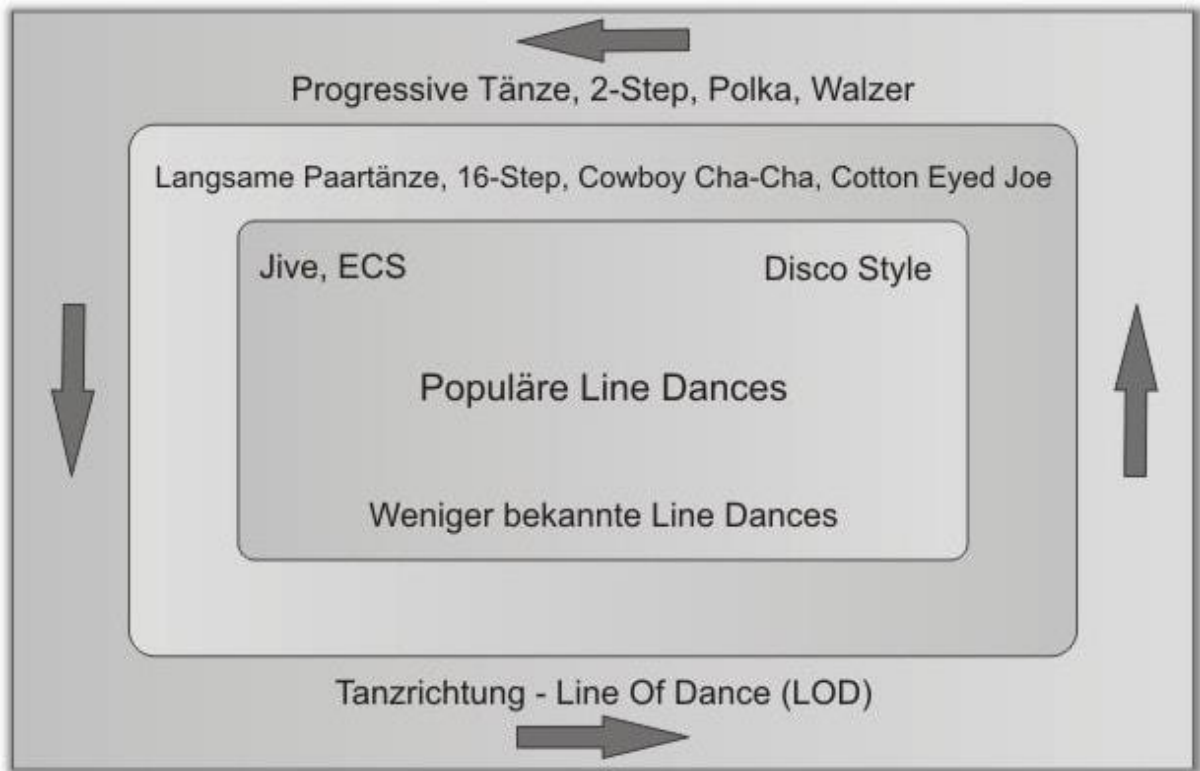 Progressive Tänze, 2-Step, Polka, Walzer
Langsame Paartänze, 16-Step, Cowboy Cha-Cha, Cotton Eyed Joe
Jive, ECS
Disco Style
Populäre Line Dances
Weniger bekannte Line Dances
Tanzrichtung - Line Of Dance (LOD)